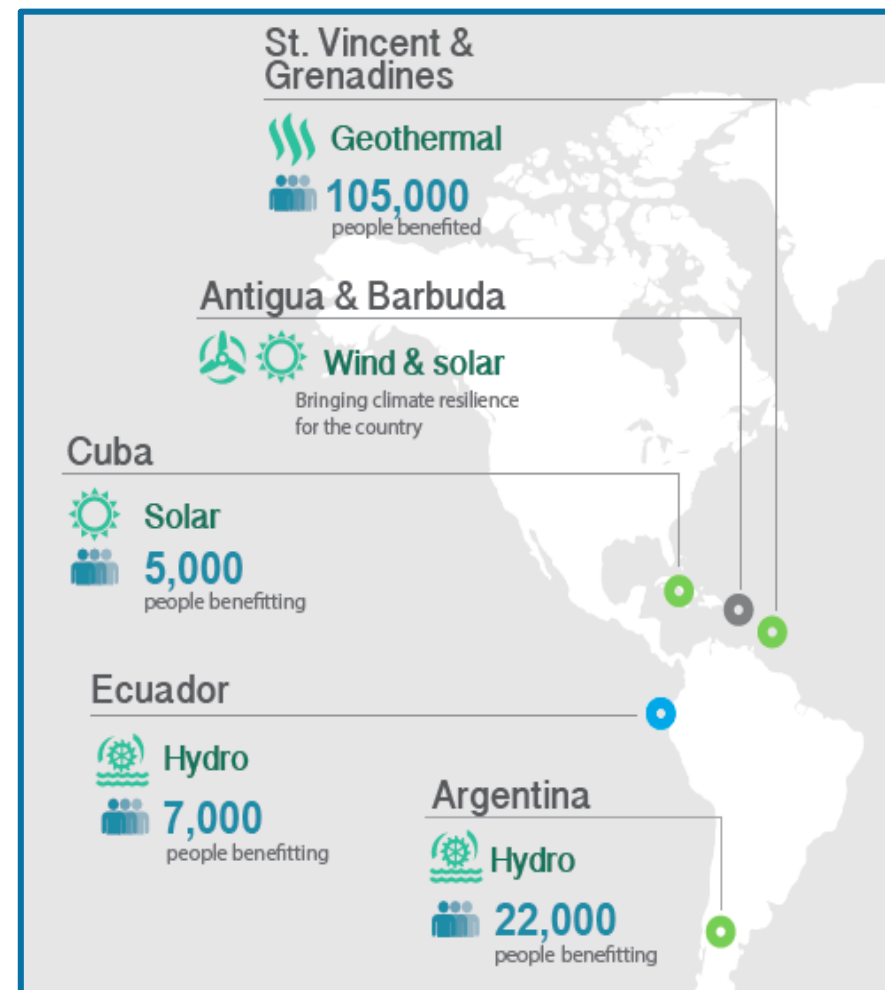 St. Vincent &
Grenadines
Geothermal
105,000
people benefited
Antigua & Barbuda
Wind & solar
Bringing climate resilience
for the country
Cuba
Solar
5,000
people benefitting
Ecuador
Hydro
7,000
people benefitting
Argentina
Hydro
22,000
people benefitting